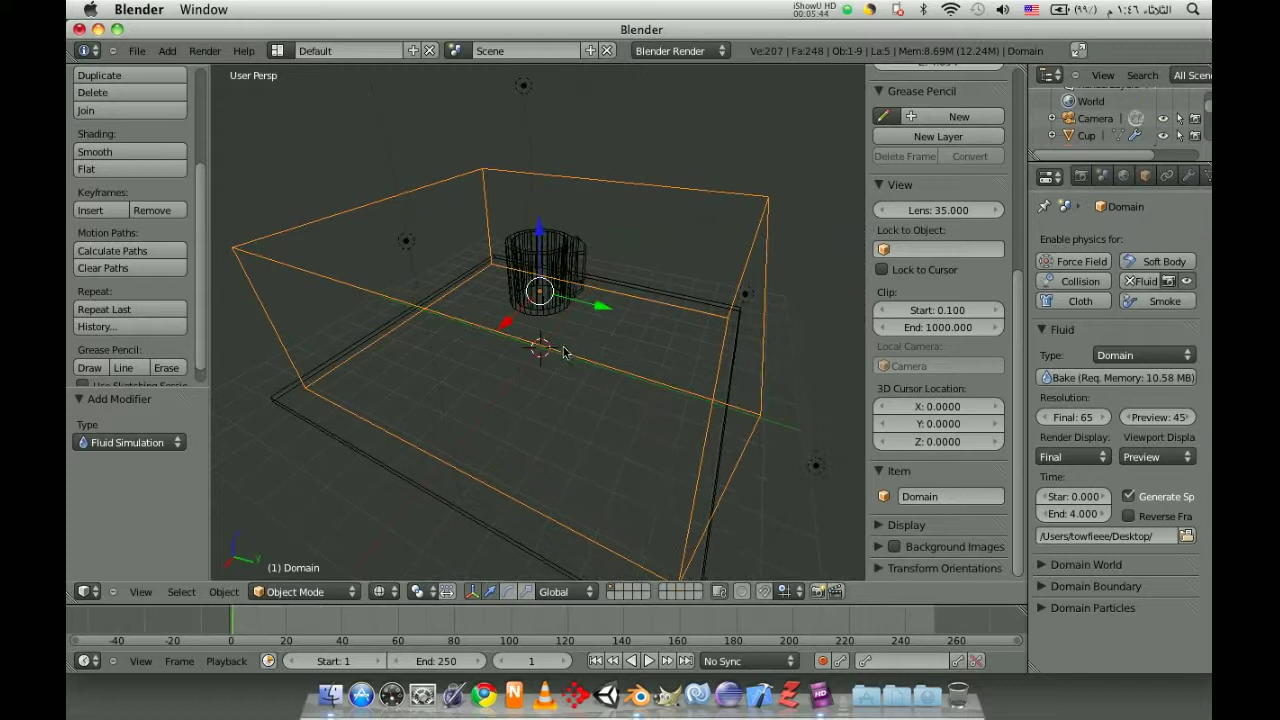 Blender Window iShowU HD 00:05:44 (٩٩٪) الثلاثاء ١:٤٦ م
Blender
File Add Render Help Default Scene Blender Render Ve:207 | Fa:248 | Ob:1-9 | La:5 | Mem:8.69M (12.24M) | Domain
Duplicate
Delete
Join
Shading:
Smooth
Flat
Keyframes:
Insert Remove
Motion Paths:
Calculate Paths
Clear Paths
Repeat:
Repeat Last
History...
Grease Pencil:
Draw Line Erase
Add Modifier
Type
Fluid Simulation
User Persp
(1) Domain
Grease Pencil
New
New Layer
Delete Frame Convert
View
Lens: 35.000
Lock to Object:
Lock to Cursor
Clip:
Start: 0.100
End: 1000.000
Local Camera:
Camera
3D Cursor Location:
X: 0.0000
Y: 0.0000
Z: 0.0000
Item
Domain
Display
Background Images
Transform Orientations
View Search All Scen
World
Camera
Cup
Domain
Enable physics for:
Force Field Soft Body
Collision Fluid
Cloth Smoke
Fluid
Type: Domain
Bake (Req. Memory: 10.58 MB)
Resolution:
Final: 65 Preview: 45
Render Display: Viewport Displa
Final Preview
Time:
Star: 0.000 Generate Sp
End: 4.000 Reverse Fra
/Users/towfieee/Desktop/
Domain World
Domain Boundary
Domain Particles
View Select Object Object Mode Global
-40 -20 0 20 40 60 80 100 120 140 160 180 200 220 240 260
View Frame Playback Start: 1 End: 250 1 No Sync